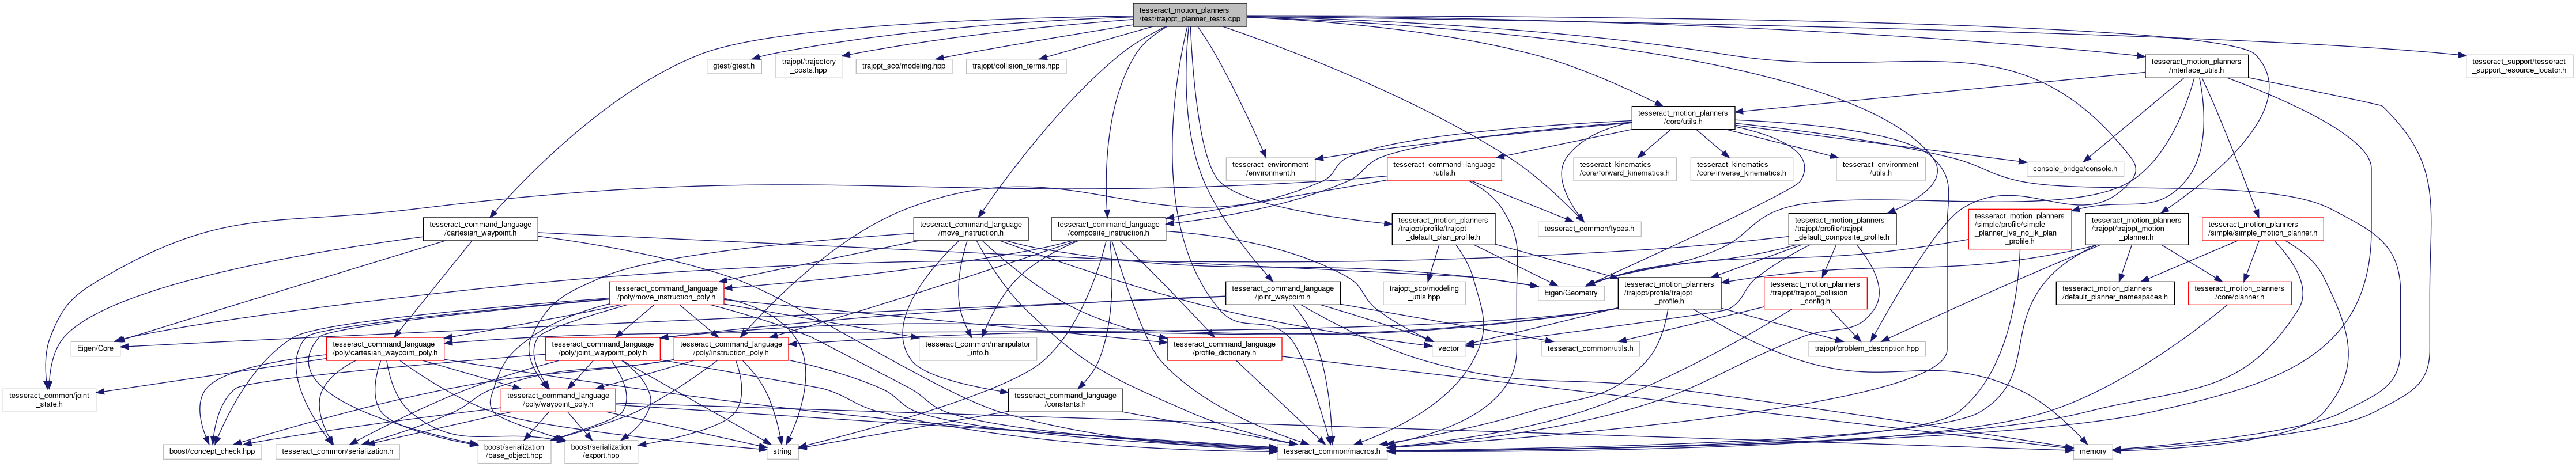 tesseract_motion_planners
/test/trajopt_planner_tests.cpp
gtest/gtest.h
trajopt/trajectory
_costs.hpp
trajopt_sco/modeling.hpp
trajopt/collision_terms.hpp
tesseract_motion_planners
/interface_utils.h
tesseract_support/tesseract
_support_resource_locator.h
tesseract_motion_planners
/core/utils.h
tesseract_environment
/environment.h
tesseract_command_language
/utils.h
tesseract_kinematics
/core/forward_kinematics.h
tesseract_kinematics
/core/inverse_kinematics.h
tesseract_environment
/utils.h
console_bridge/console.h
tesseract_command_language
/cartesian_waypoint.h
tesseract_command_language
/move_instruction.h
tesseract_command_language
/composite_instruction.h
tesseract_motion_planners
/trajopt/profile/trajopt
_default_plan_profile.h
tesseract_common/types.h
tesseract_motion_planners
/trajopt/profile/trajopt
_default_composite_profile.h
tesseract_motion_planners
/simple/profile/simple
_planner_lvs_no_ik_plan
_profile.h
tesseract_motion_planners
/trajopt/trajopt_motion
_planner.h
tesseract_motion_planners
/simple/simple_motion_planner.h
tesseract_command_language
/poly/move_instruction_poly.h
tesseract_command_language
/joint_waypoint.h
trajopt_sco/modeling
_utils.hpp
Eigen/Geometry
tesseract_motion_planners
/trajopt/profile/trajopt
_profile.h
tesseract_motion_planners
/trajopt/trajopt_collision
_config.h
tesseract_motion_planners
/default_planner_namespaces.h
tesseract_motion_planners
/core/planner.h
Eigen/Core
tesseract_command_language
/poly/cartesian_waypoint_poly.h
tesseract_command_language
/poly/joint_waypoint_poly.h
tesseract_command_language
/poly/instruction_poly.h
tesseract_common/manipulator
_info.h
tesseract_command_language
/profile_dictionary.h
vector
tesseract_common/utils.h
trajopt/problem_description.hpp
tesseract_common/joint
_state.h
tesseract_command_language
/poly/waypoint_poly.h
tesseract_command_language
/constants.h
boost/concept_check.hpp
tesseract_common/serialization.h
boost/serialization
/base_object.hpp
boost/serialization
/export.hpp
string
tesseract_common/macros.h
memory